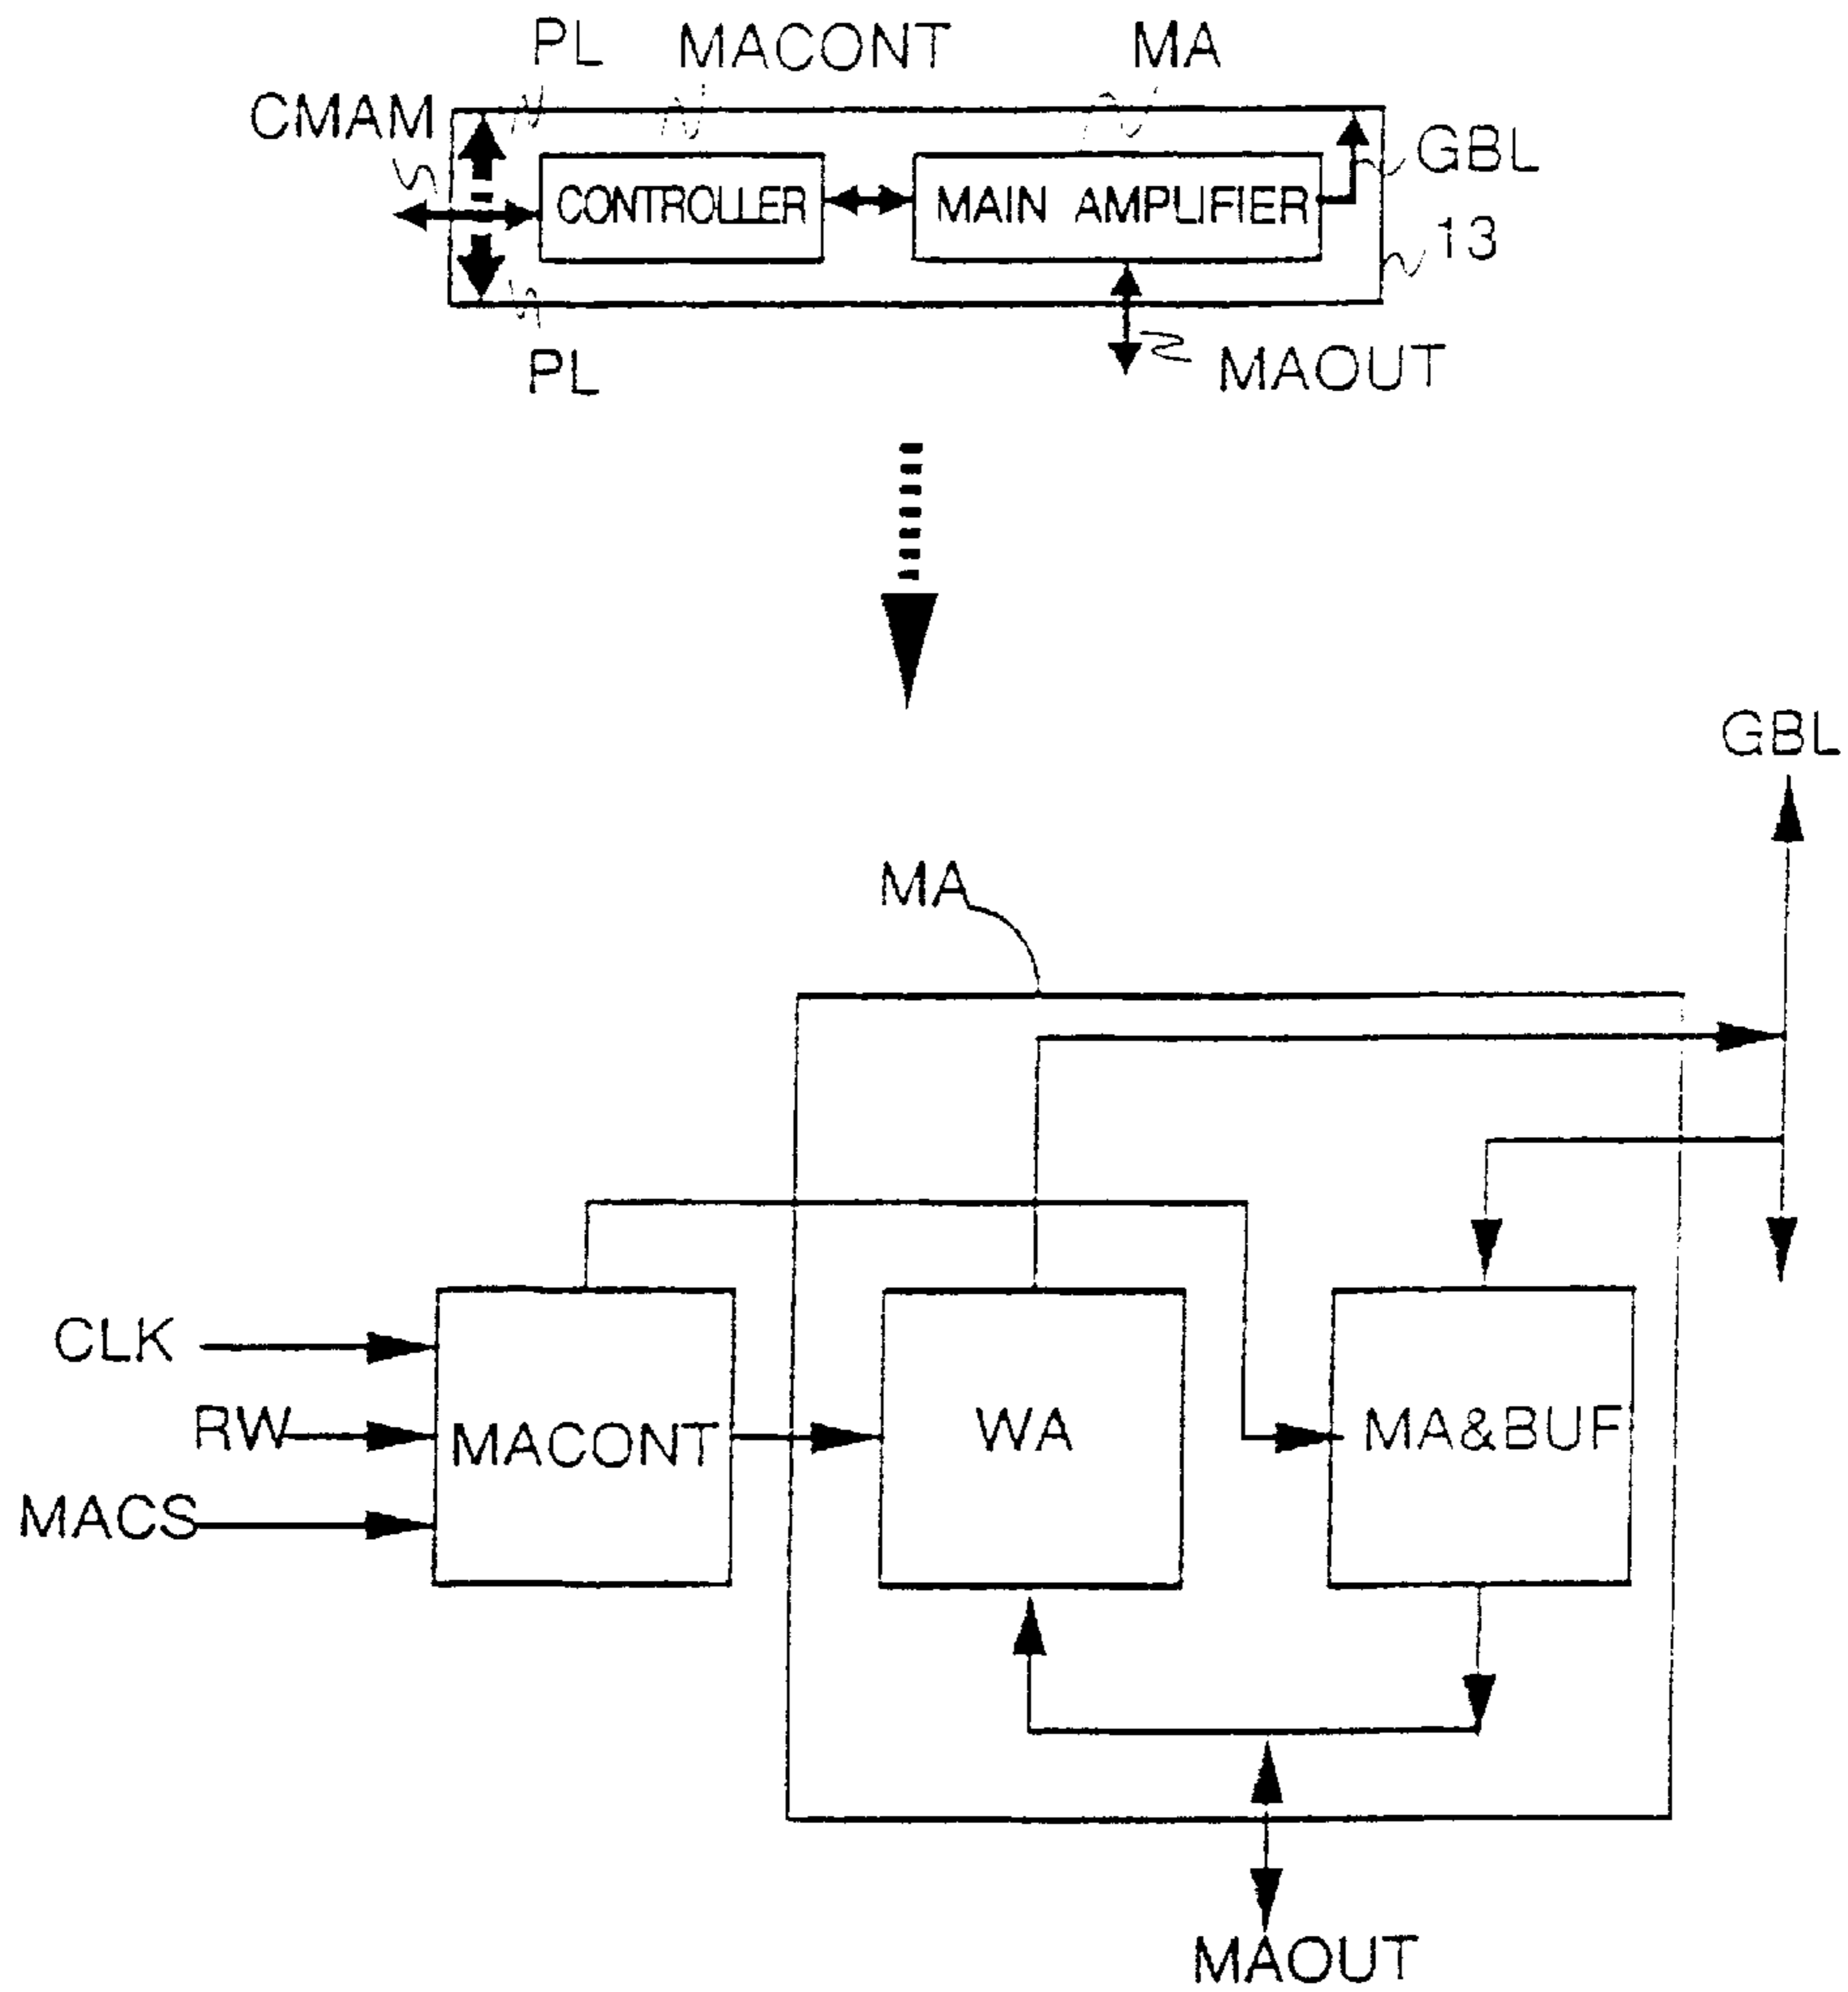 PL MACONT MA
CMAM
GBL
CONTROLLER MAIN AMPLIFIER
13
PL MAOUT
GBL
MA
CLK
RW MACONT WA MA&BUF
MACS
MAOUT